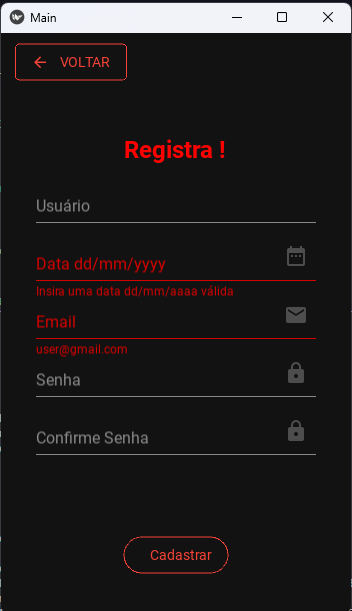 Main
VOLTAR
Registra !
Usuário
Data dd/mm/yyyy
Insira uma data dd/mm/aaaa válida
Email
user@gmail.com
Senha
Confirme Senha
Cadastrar